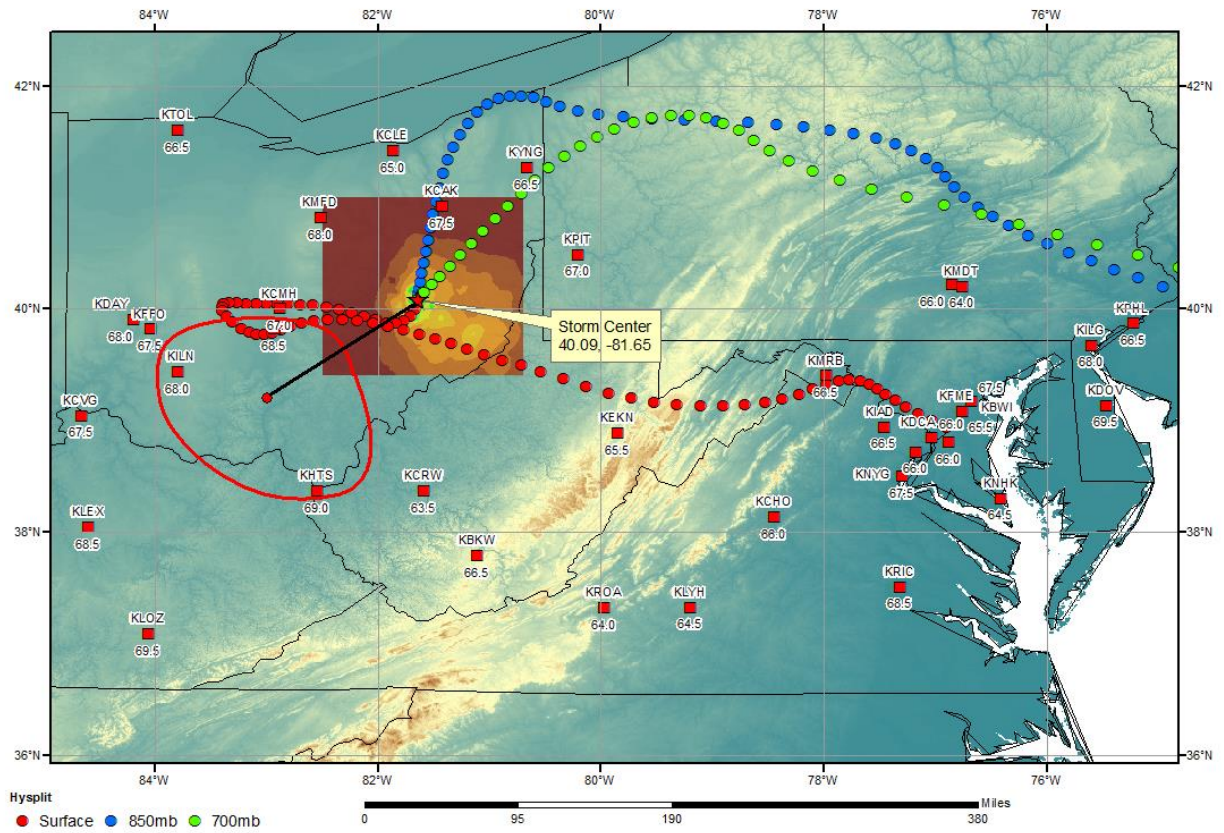 84°W 82°W 80°W 78°W 76°W
42°N 42°N
KTOL
66.5
KCLE
65.0
KYNG
66.5
KCAK
67.5
KMFD
68.0
KPIT
67.0
KMDT
66.0 64.0
40°N 40°N
KCMH
67.0
68.5
KDAY
68.0
KFFO
67.5
Storm Center
40.09, -81.65
KPHL
66.5
KILG
68.0
KILN
68.0
KMRB
66.5
KFME
66.0
67.5
KBWI
65.5
KDOV
69.5
KCVG
67.5
KIAD
66.5
KDCA
66.0
66.0
KEKN
65.5
KHTS
69.0
KCRW
63.5
KNYG
67.5
KNHK
64.5
KLEX
68.5
KCHO
66.0
38°N 38°N
KBKW
66.5
KROA
64.0
KLYH
64.5
KRIC
68.5
KLOZ
69.5
36°N 36°N
84°W 82°W 80°W 78°W 76°W
Hysplit
Surface 850mb 700mb
Miles
0 95 190 380